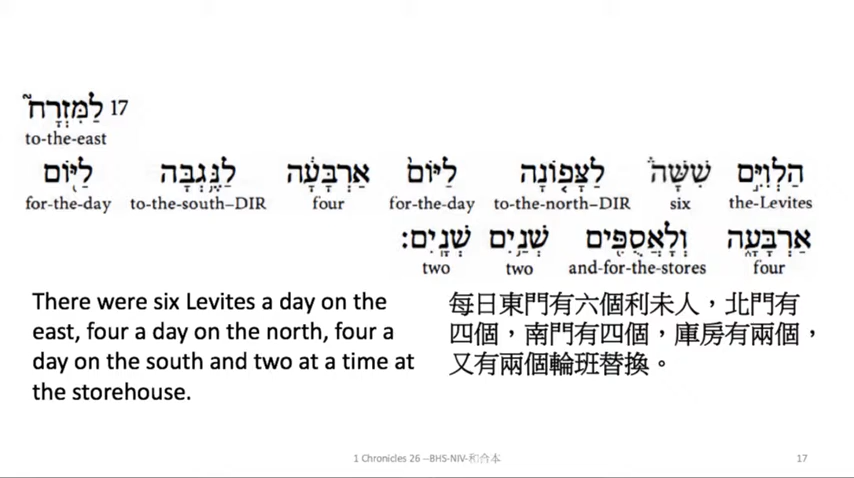 17 לַמִּזְרָח֮
to-the-east
הַלְוִיִּ֣ם שִׁשָּׁה֒ לַצָּפ֤וֹנָה לַיּוֹם֙ אַרְבָּעָ֔ה לַנֶּ֥גְבָּה לַיּ֖וֹם
for-the-day to-the-south–DIR four for-the-day to-the-north–DIR six the-Levites
אַרְבָּעָ֑ה וְלָאֲסֻפִּ֖ים שְׁנַ֥יִם שְׁנָֽיִם׃
two two and-for-the-stores four
There were six Levites a day on the
east, four a day on the north, four a
day on the south and two at a time at
the storehouse.
每日東門有六個利未人，北門有
四個，南門有四個，庫房有兩個，
又有兩個輪班替換。
1 Chronicles 26 --BHS-NIV-和合本
17